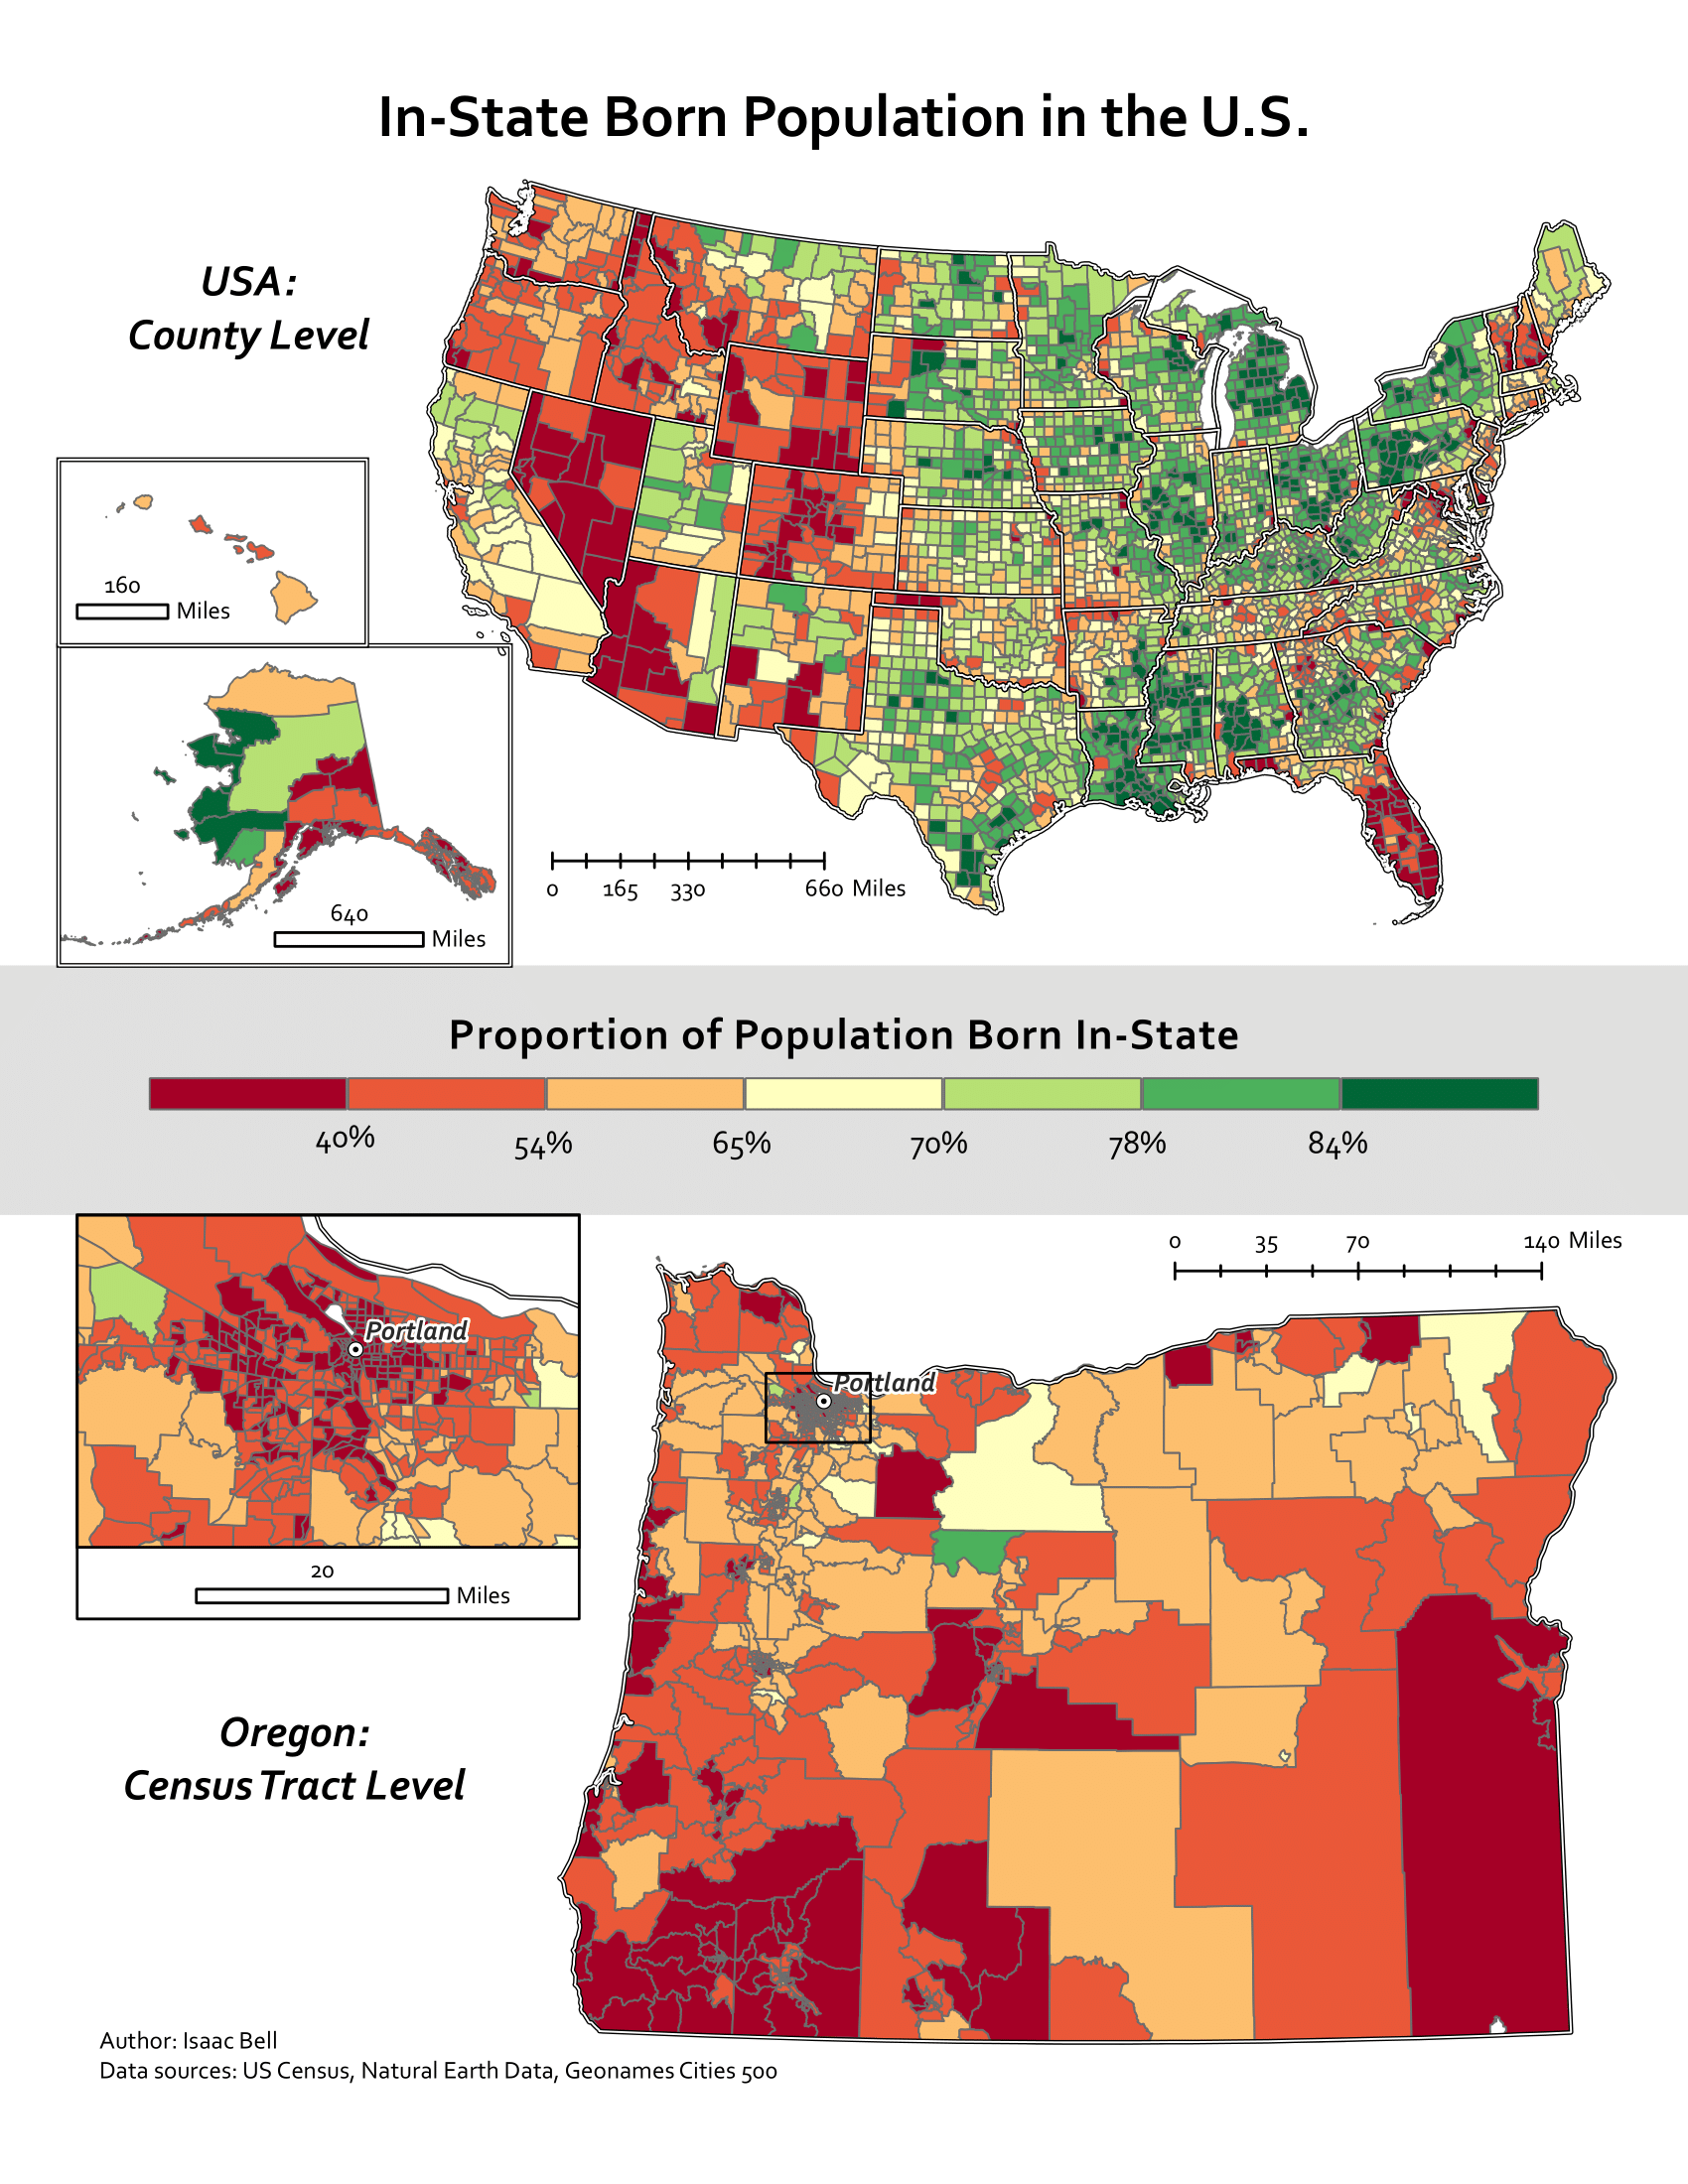 In-State Born Population in the U.S.
USA:
County Level
160
Miles
640
Miles
0 165 330 660 Miles
Proportion of Population Born In-State
40% 54% 65% 70% 78% 84%
Portland
20
Miles
0 35 70 140 Miles
Portland
Oregon:
Census Tract Level
Author: Isaac Bell
Data sources: US Census, Natural Earth Data, Geonames Cities 500